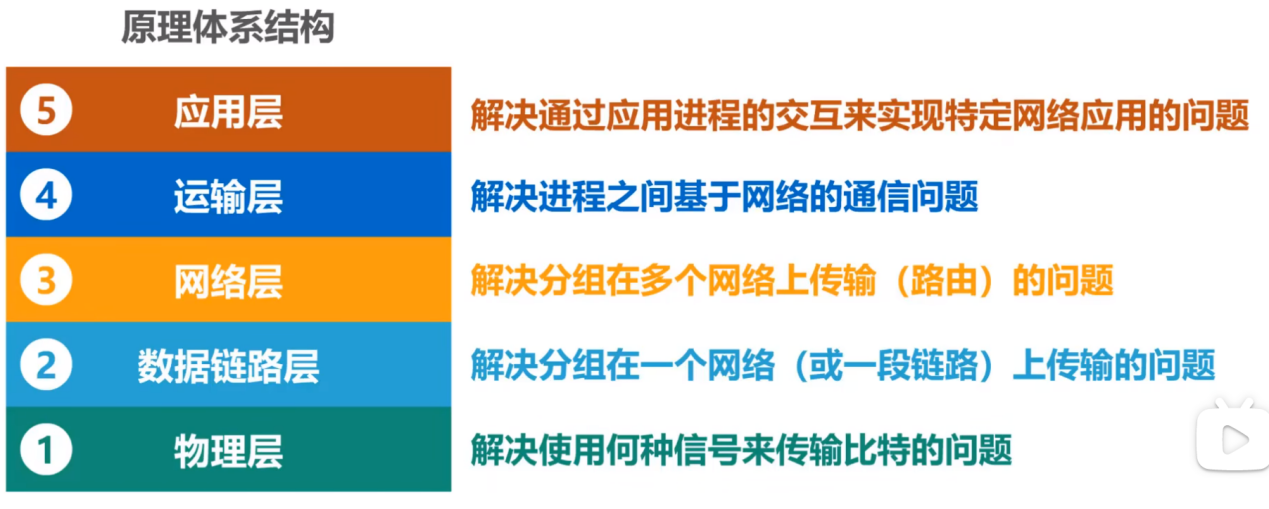 原理体系结构
5 应用层 解决通过应用进程的交互来实现特定网络应用的问题
4 运输层 解决进程之间基于网络的通信问题
3 网络层 解决分组在多个网络上传输（路由）的问题
2 数据链路层 解决分组在一个网络（或一段链路）上传输的问题
1 物理层 解决使用何种信号来传输比特的问题